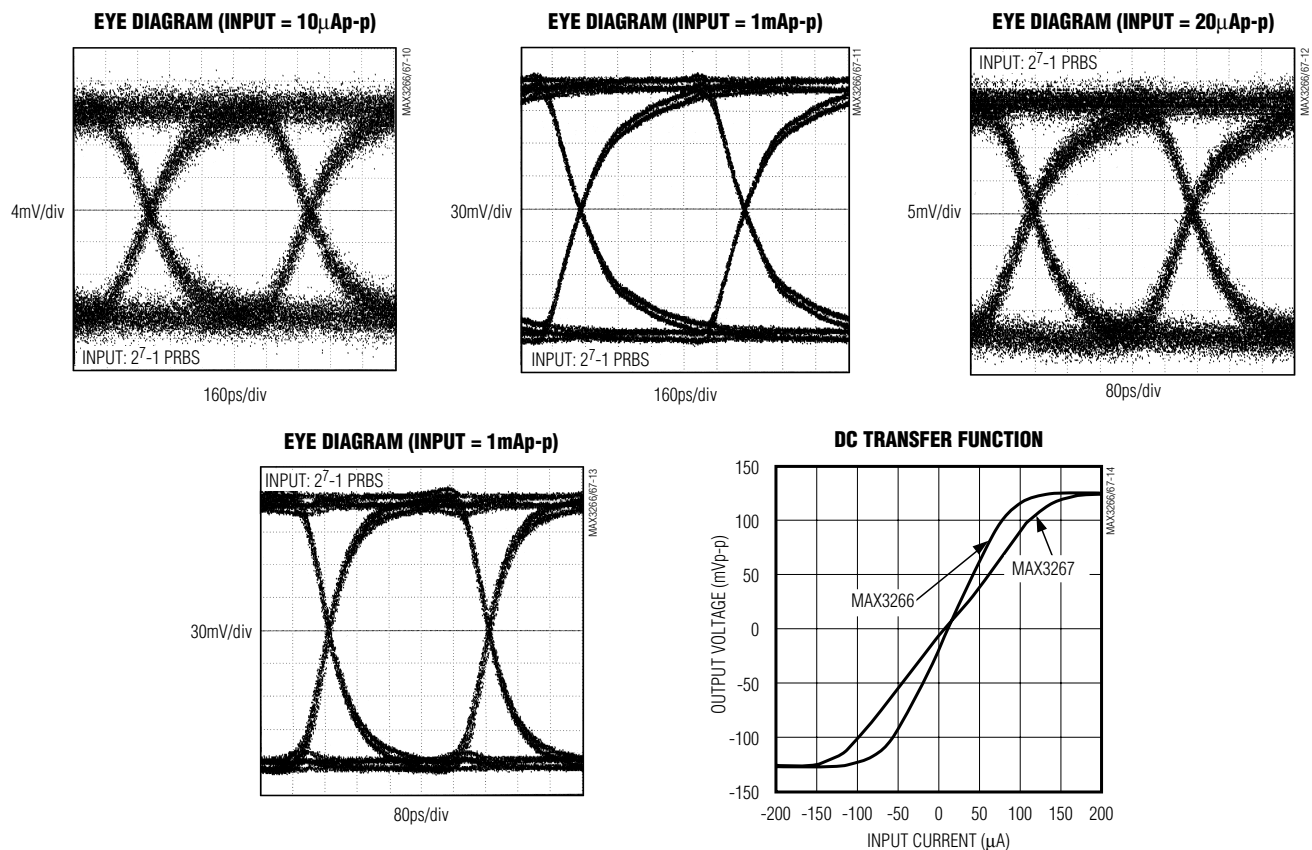 EYE DIAGRAM (INPUT = 10µAp-p)
4mV/div
INPUT: 2⁷-1 PRBS
160ps/div
MAX3266/67-10
EYE DIAGRAM (INPUT = 1mAp-p)
30mV/div
INPUT: 2⁷-1 PRBS
160ps/div
MAX3266/67-11
EYE DIAGRAM (INPUT = 20µAp-p)
INPUT: 2⁷-1 PRBS
5mV/div
80ps/div
MAX3266/67-12
EYE DIAGRAM (INPUT = 1mAp-p)
INPUT: 2⁷-1 PRBS
30mV/div
80ps/div
MAX3266/67-13
DC TRANSFER FUNCTION
OUTPUT VOLTAGE (mVp-p)
150
100
50
0
-50
-100
-150
MAX3266
MAX3267
-200 -150 -100 -50 0 50 100 150 200
INPUT CURRENT (µA)
MAX3266/67-14